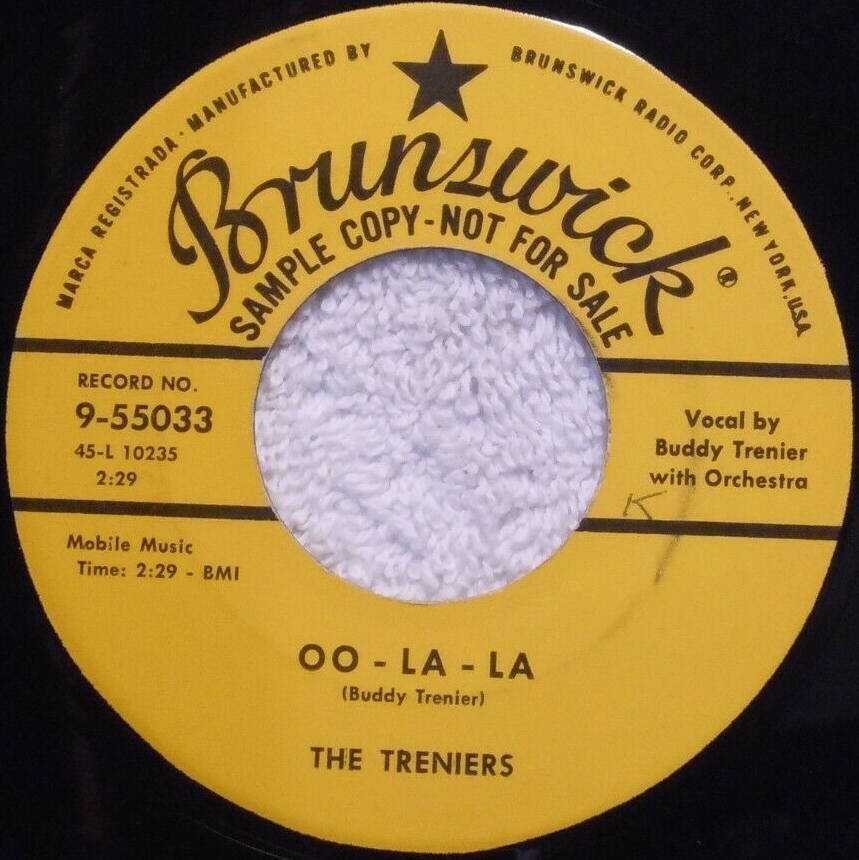 MARCA REGISTRADA · MANUFACTURED BY BRUNSWICK RADIO CORP., NEW YORK, USA
Brunswick ®
SAMPLE COPY-NOT FOR SALE
RECORD NO.
9-55033
45-L 10235
2:29
Vocal by
Buddy Trenier
with Orchestra
K
Mobile Music
Time: 2:29 - BMI
OO - LA - LA
(Buddy Trenier)
THE TRENIERS